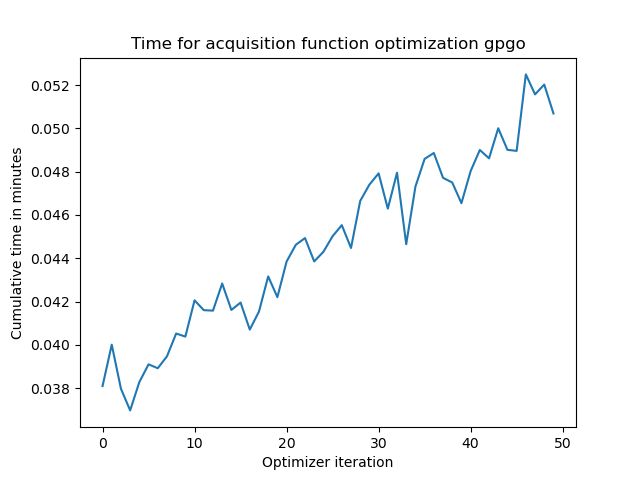 Time for acquisition function optimization gpgo
Cumulative time in minutes
0.052
0.050
0.048
0.046
0.044
0.042
0.040
0.038
0 10 20 30 40 50
Optimizer iteration